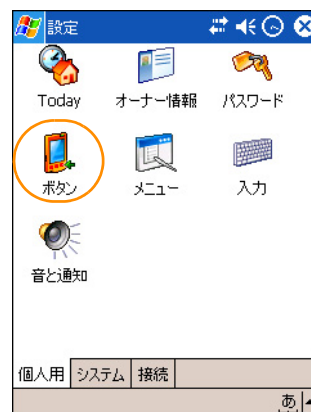 設定
Today オーナー情報 パスワード
ボタン メニュー 入力
音と通知
個人用 システム 接続
あ